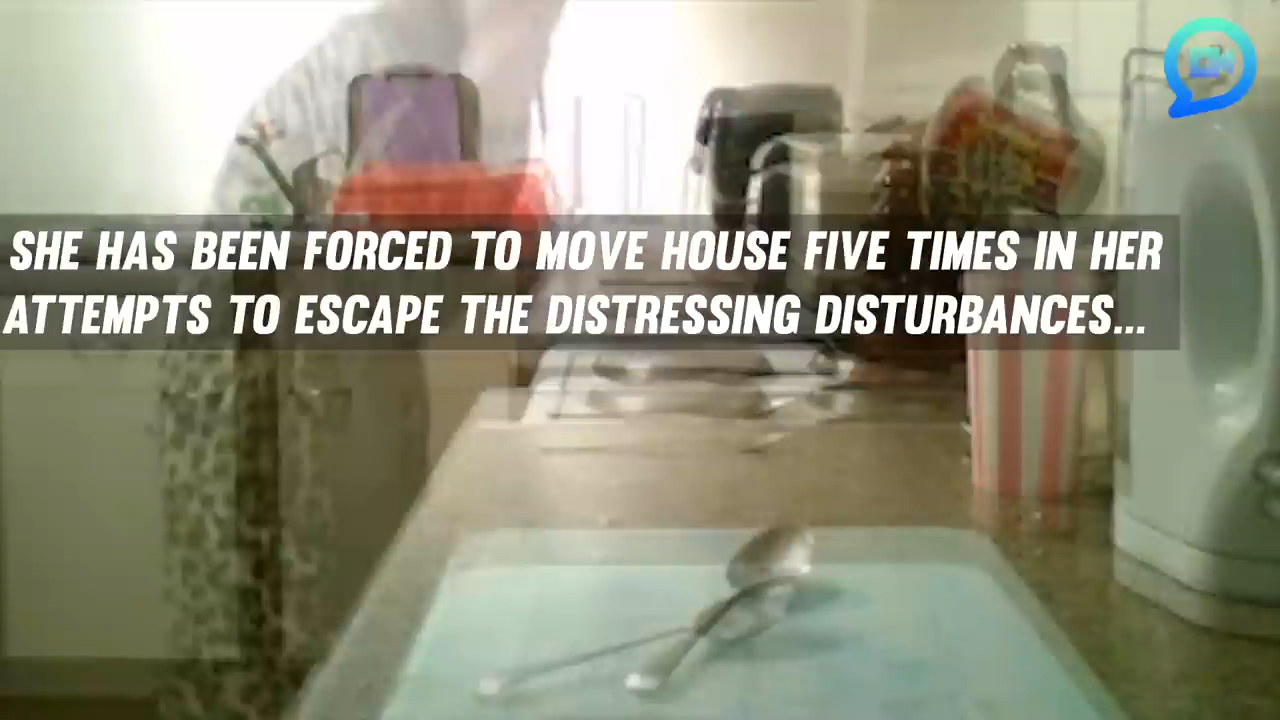 SHE HAS BEEN FORCED TO MOVE HOUSE FIVE TIMES IN HER
ATTEMPTS TO ESCAPE THE DISTRESSING DISTURBANCES...